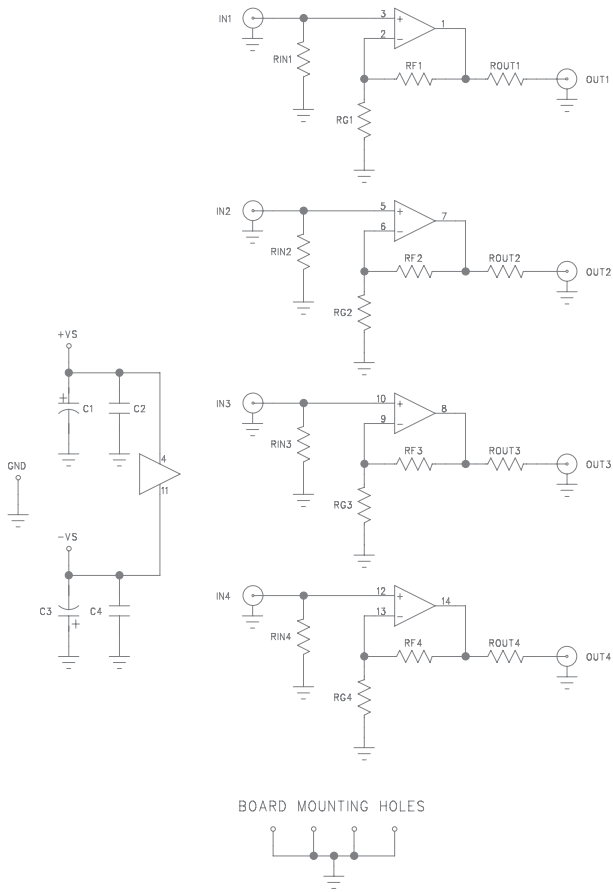 IN1
3
+
2
−
1
RIN1
RF1
ROUT1
OUT1
RG1
IN2
5
+
6
−
7
RIN2
RF2
ROUT2
OUT2
RG2
+VS
+
C1
C2
4
11
GND
−VS
C3
+
C4
IN3
10
+
9
−
8
RIN3
RF3
ROUT3
OUT3
RG3
IN4
12
+
13
−
14
RIN4
RF4
ROUT4
OUT4
RG4
BOARD MOUNTING HOLES